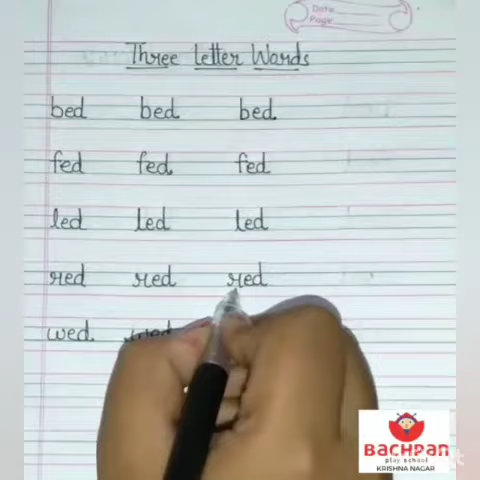 Date
Page
Three Letter Words
bed bed bed
fed fed fed
led led led
red red red
wed wed
BACHPAN
play school
KRISHNA NAGAR